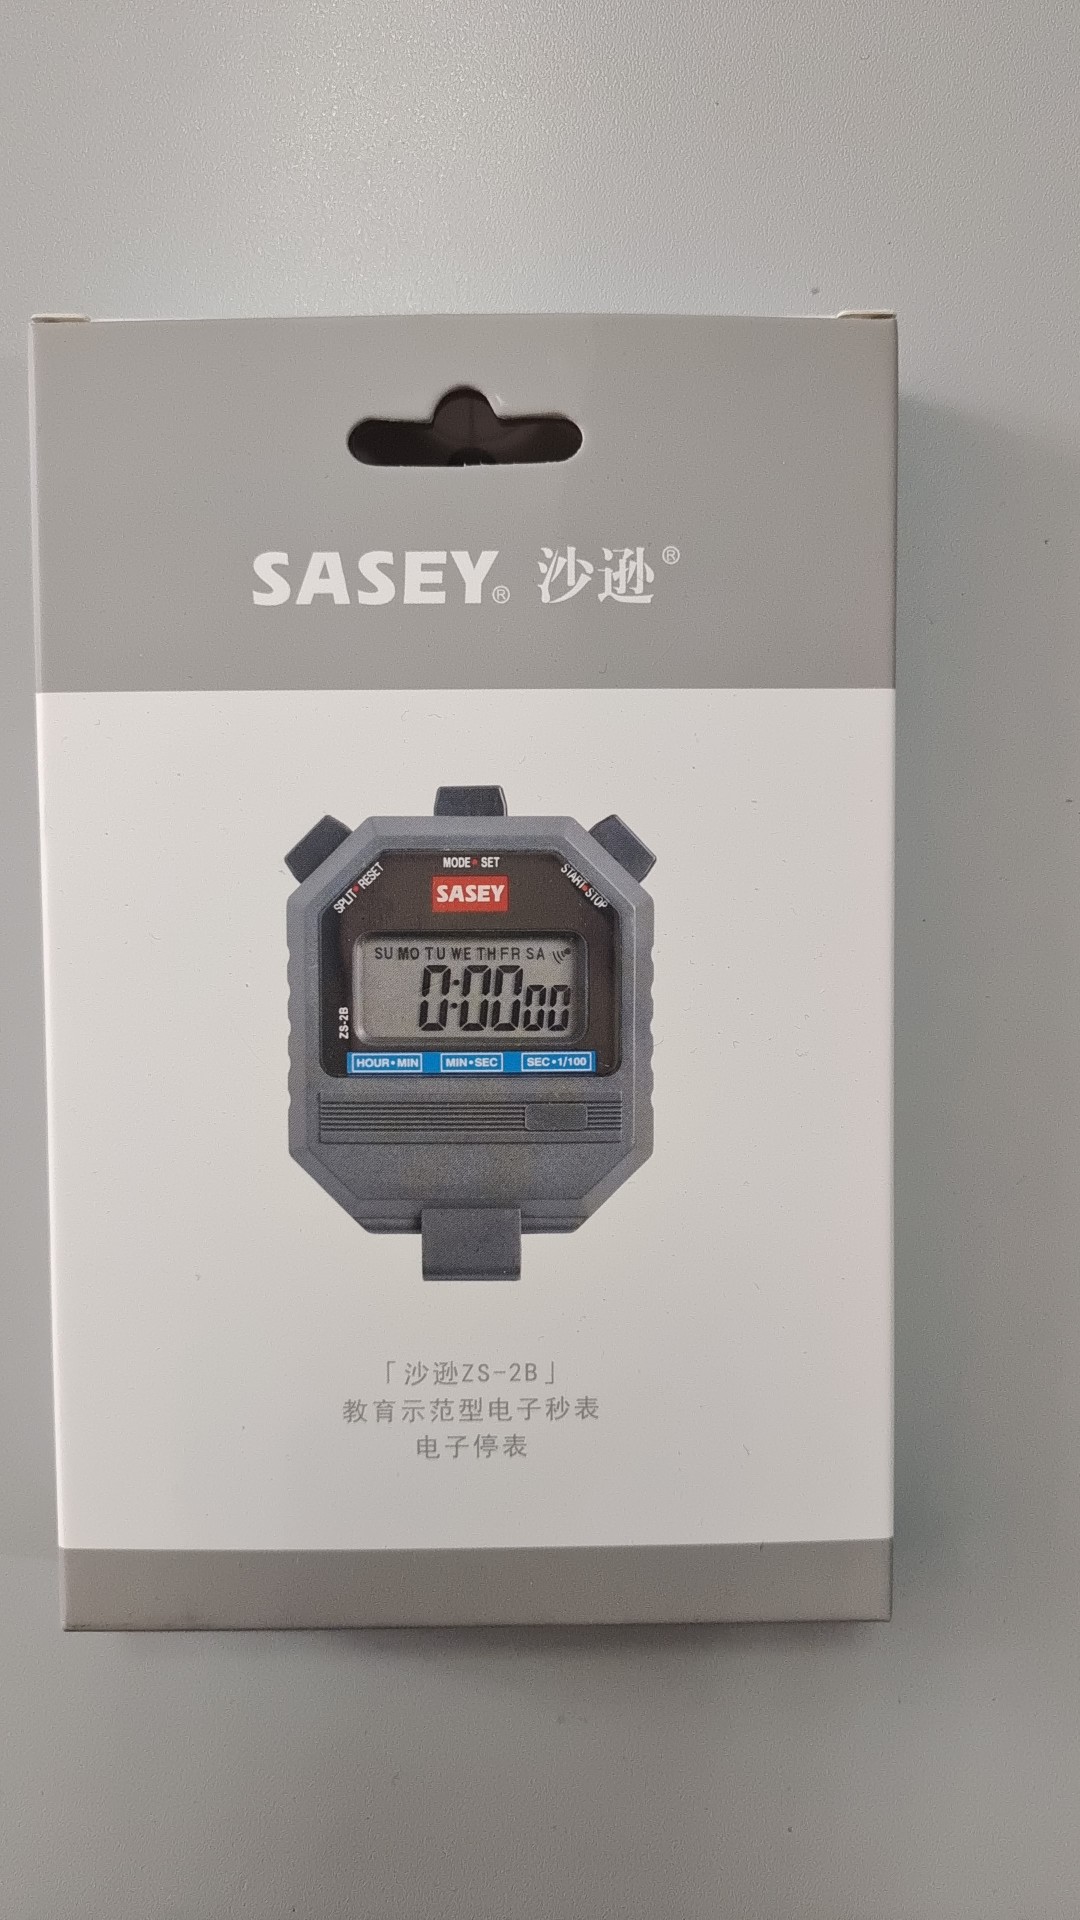 SASEY® 沙逊®
MODE•SET
SPLIT•RESET
START•STOP
SASEY
SU MO TU WE TH FR SA
0:00 00
ZS-2B
HOUR•MIN MIN•SEC SEC•1/100
「沙逊ZS-2B」
教育示范型电子秒表
电子停表